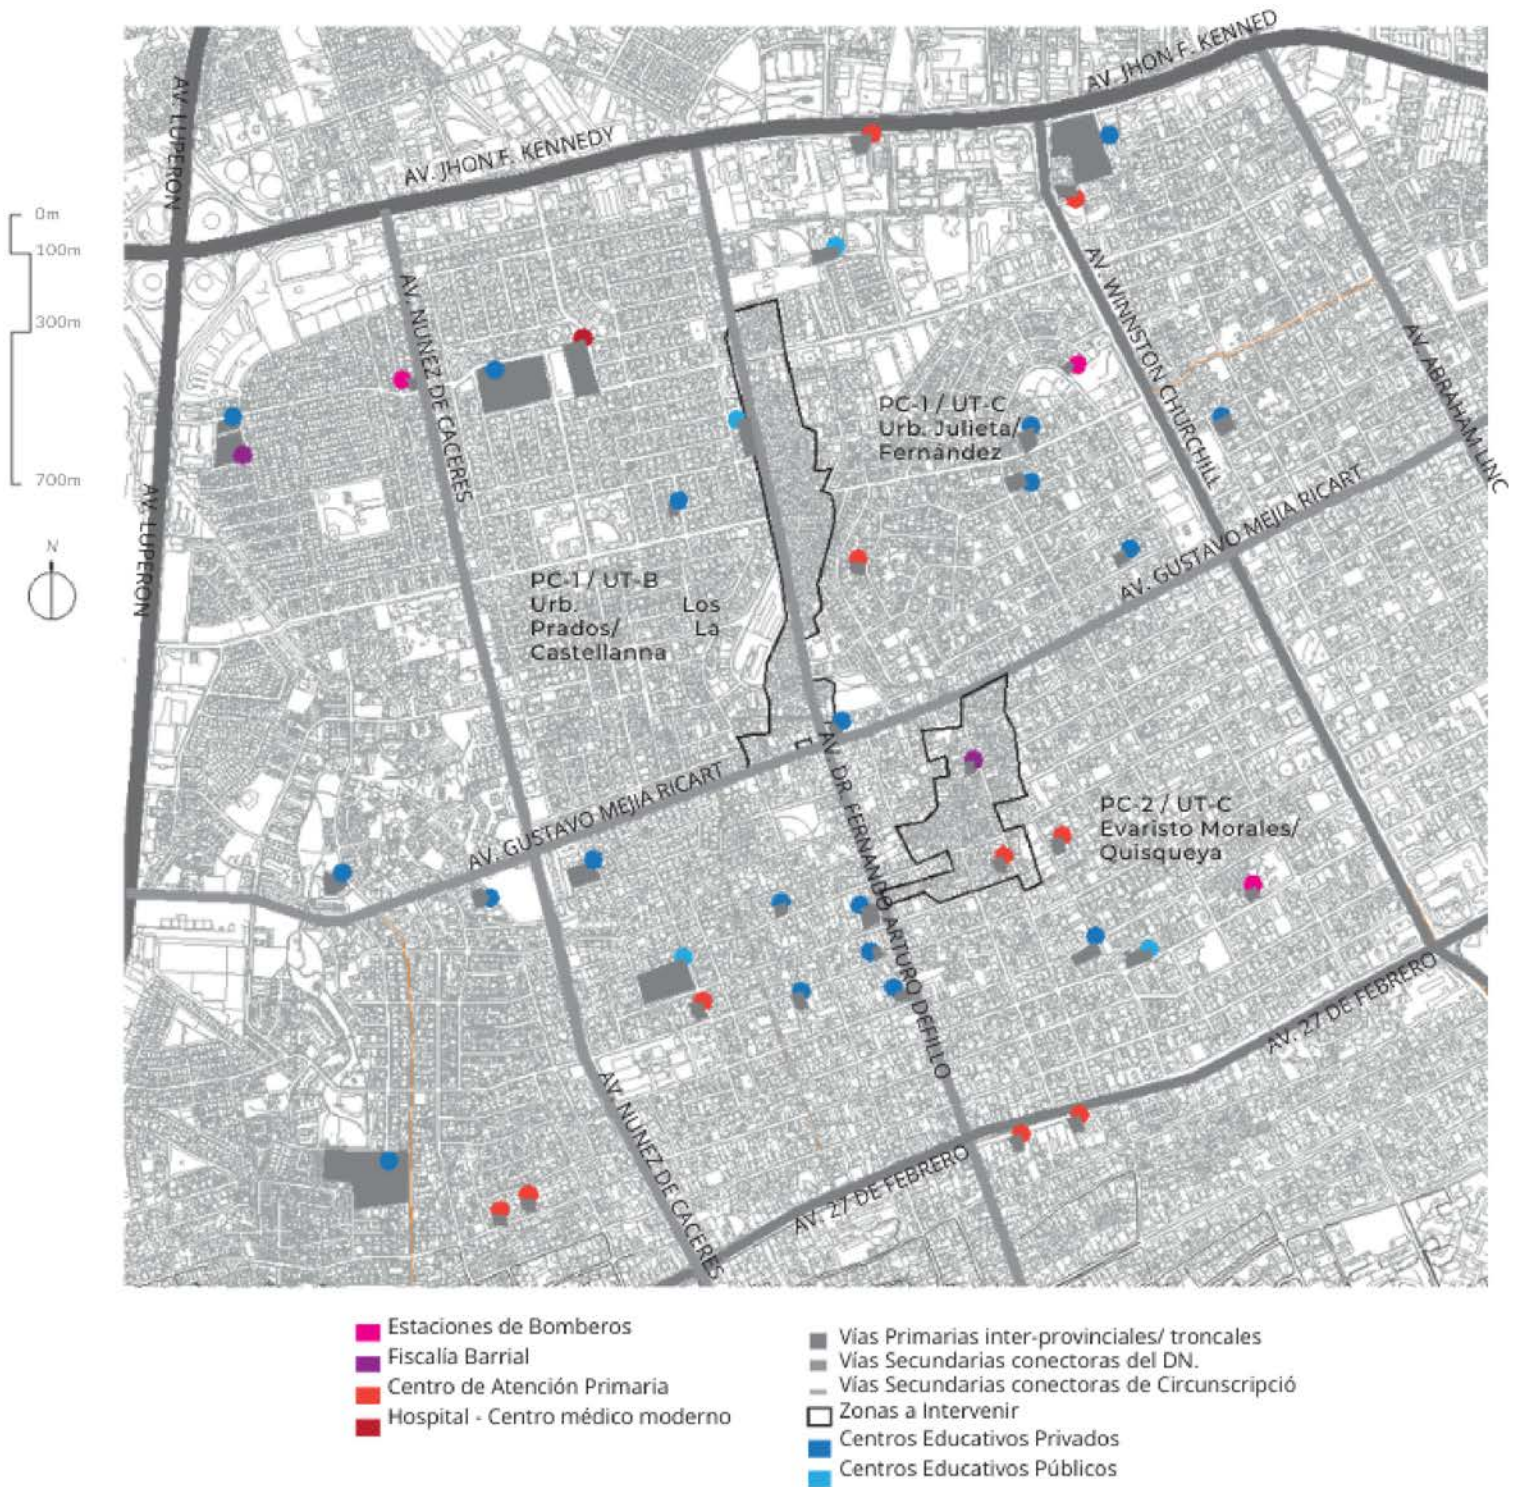 AV. JHON F. KENNED
AV. LUPERON
AV. JHON F. KENNEDY
0m
100m
300m
700m
N
AV. NUNEZ DE CACERES
AV. WINNSTON CHURCHILL
AV. ABRAHAM LINC
PC-1 / UT-C
Urb. Julieta/
Fernández
AV. LUPERON
AV. GUSTAVO MEJIA RICART
PC-1 / UT-B
Urb. Los
Prados/ La
Castellanna
AV. GUSTAVO MEJIA RICART
AV. DR. FERNANDO ARTURO DEFILLO
PC-2 / UT-C
Evaristo Morales/
Quisqueya
AV. 27 DE FEBRERO
AV. NUNEZ DE CACERES
AV. 27 DE FEBRERO
Estaciones de Bomberos
Fiscalía Barrial
Centro de Atención Primaria
Hospital - Centro médico moderno
Vías Primarias inter-provinciales/ troncales
Vías Secundarias conectoras del DN.
Vías Secundarias conectoras de Circunscripció
Zonas a Intervenir
Centros Educativos Privados
Centros Educativos Públicos